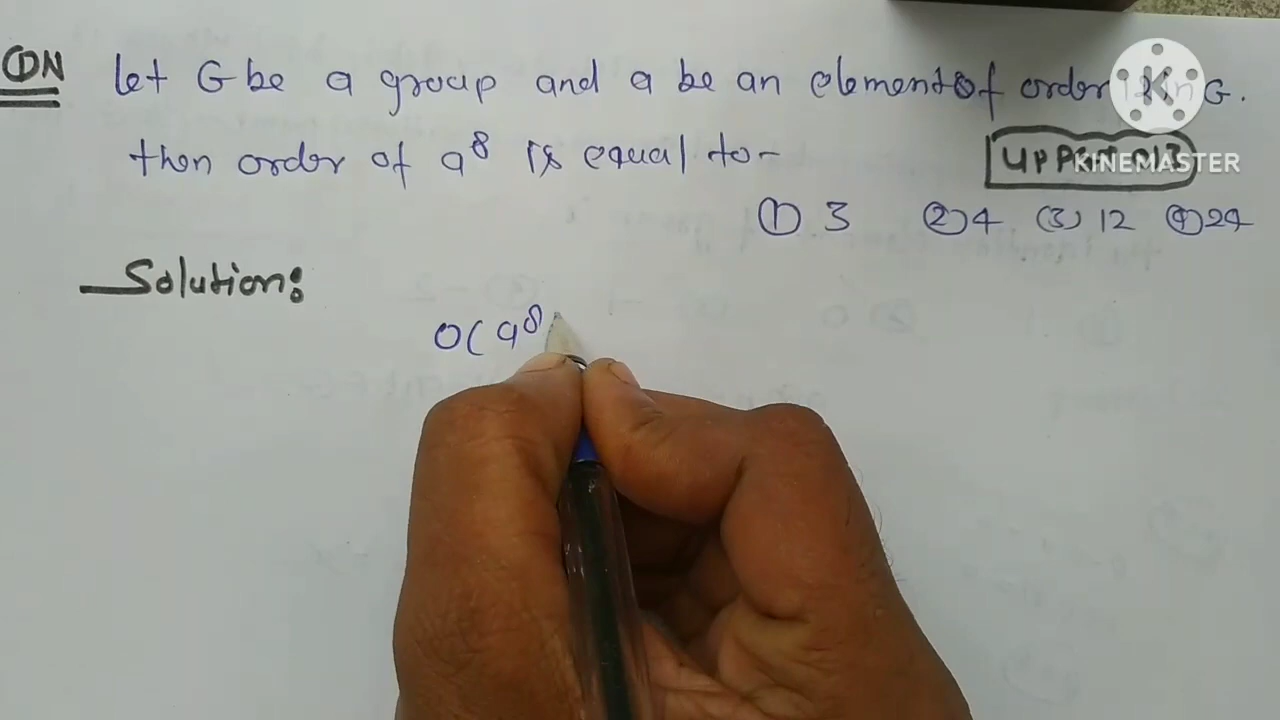 ON Let G be a group and a be an element of order in G.
then order of a⁸ is equal to-
KINEMASTER
① 3 ② 4 (3) 12 ④ 24
Solution:
O( a⁸